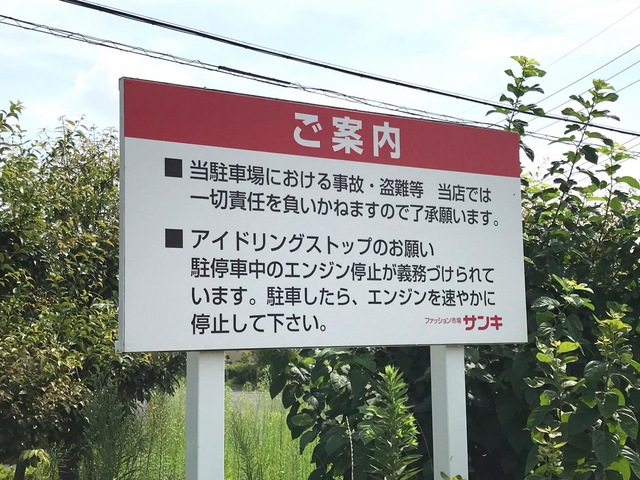 ご案内
■ 当駐車場における事故・盗難等　当店では
一切責任を負いかねますので了承願います。
■ アイドリングストップのお願い
駐停車中のエンジン停止が義務づけられて
います。駐車したら、エンジンを速やかに
停止して下さい。
ファッション市場 サンキ